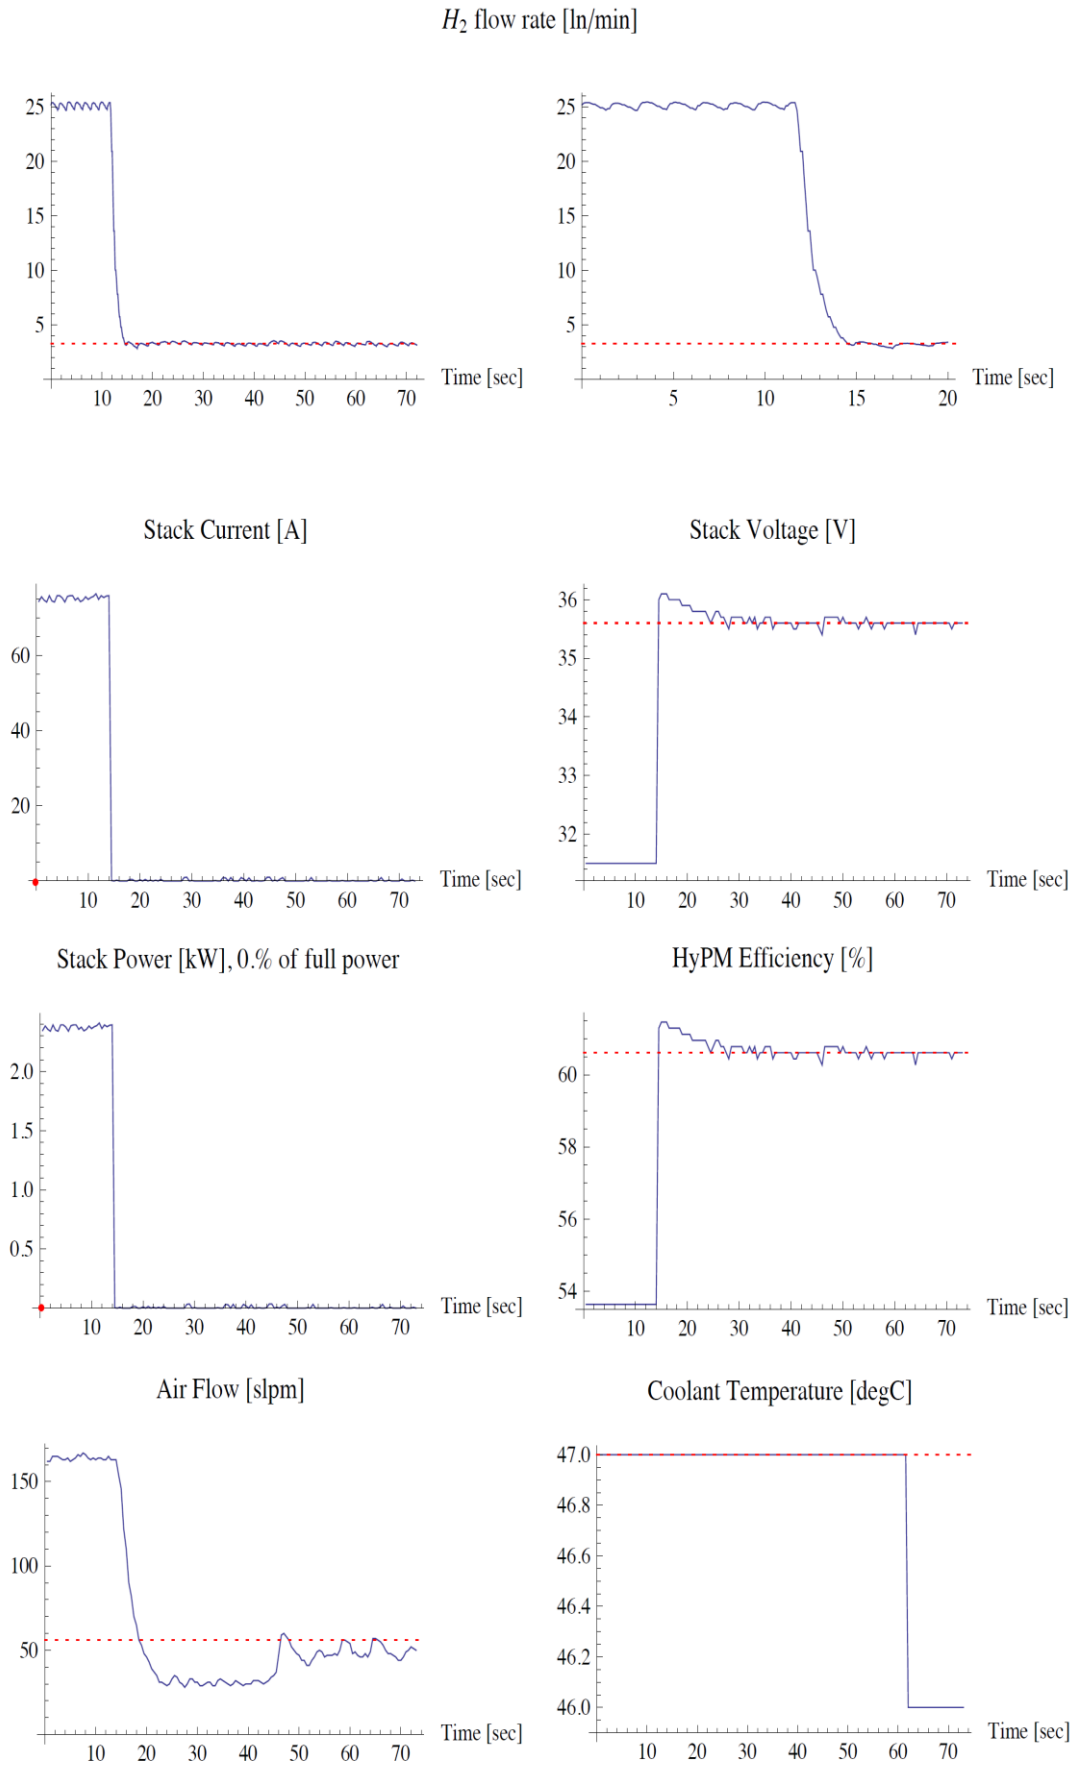 H₂ flow rate [ln/min]
25
20
15
10
5
10 20 30 40 50 60 70
Time [sec]
25
20
15
10
5
5 10 15 20
Time [sec]
Stack Current [A]
60
40
20
10 20 30 40 50 60 70
Time [sec]
Stack Voltage [V]
36
35
34
33
32
10 20 30 40 50 60 70
Time [sec]
Stack Power [kW], 0.% of full power
2.0
1.5
1.0
0.5
10 20 30 40 50 60 70
Time [sec]
HyPM Efficiency [%]
60
58
56
54
10 20 30 40 50 60 70
Time [sec]
Air Flow [slpm]
150
100
50
10 20 30 40 50 60 70
Time [sec]
Coolant Temperature [degC]
47.0
46.8
46.6
46.4
46.2
46.0
10 20 30 40 50 60 70
Time [sec]